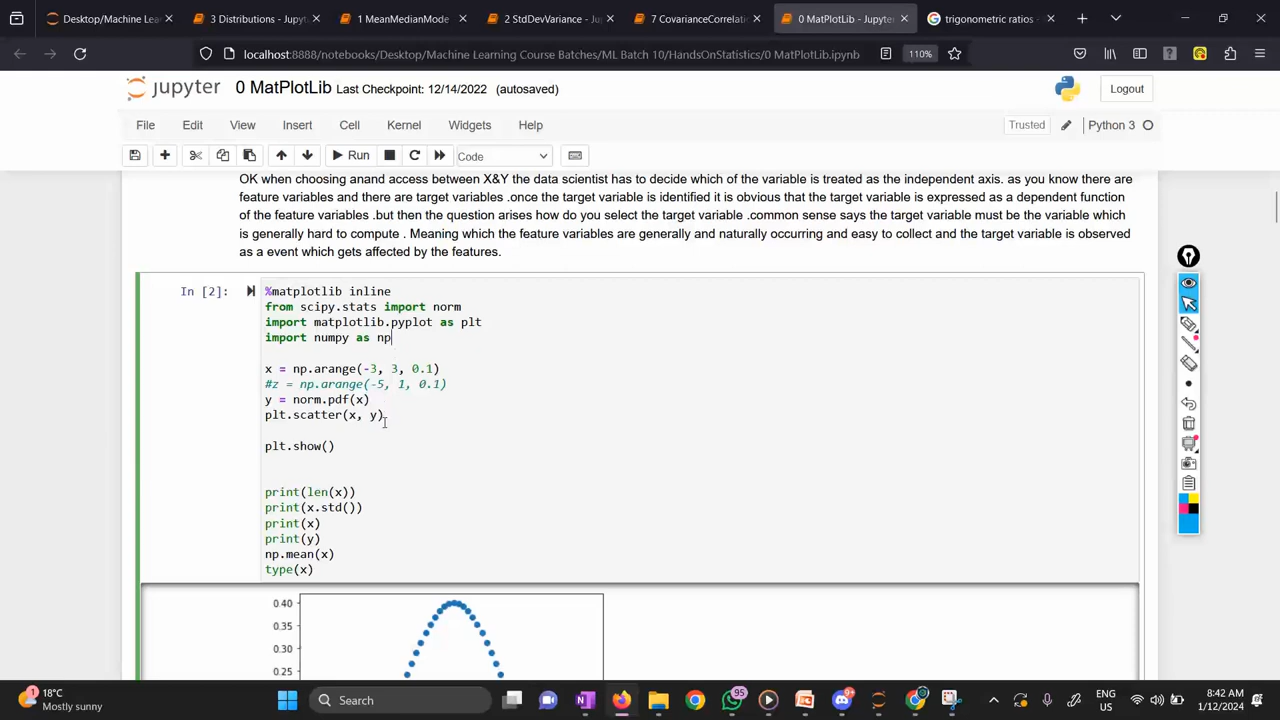 Desktop/Machine Lea
3 Distributions - Jupyte
1 MeanMedianMode
2 StdDevVariance - Jup
7 CovarianceCorrelato
0 MatPlotLib - Jupyter
trigonometric ratios -
localhost:8888/notebooks/Desktop/Machine Learning Course Batches/ML Batch 10/HandsOnStatistics/0 MatPlotLib.ipynb
110%
jupyter 0 MatPlotLib Last Checkpoint: 12/14/2022 (autosaved)
Logout
File Edit View Insert Cell Kernel Widgets Help
Trusted
Python 3
Run
Code
OK when choosing anand access between X&Y the data scientist has to decide which of the variable is treated as the independent axis. as you know there are
feature variables and there are target variables .once the target variable is identified it is obvious that the target variable is expressed as a dependent function
of the feature variables .but then the question arises how do you select the target variable .common sense says the target variable must be the variable which
is generally hard to compute . Meaning which the feature variables are generally and naturally occurring and easy to collect and the target variable is observed
as a event which gets affected by the features.
In [2]:
%matplotlib inline
from scipy.stats import norm
import matplotlib.pyplot as plt
import numpy as np
x = np.arange(-3, 3, 0.1)
#z = np.arange(-5, 1, 0.1)
y = norm.pdf(x)
plt.scatter(x, y)
plt.show()
print(len(x))
print(x.std())
print(x)
print(y)
np.mean(x)
type(x)
0.40
0.35
0.30
0.25
18°C
Mostly sunny
Search
95
9+
ENG
US
8:42 AM
1/12/2024